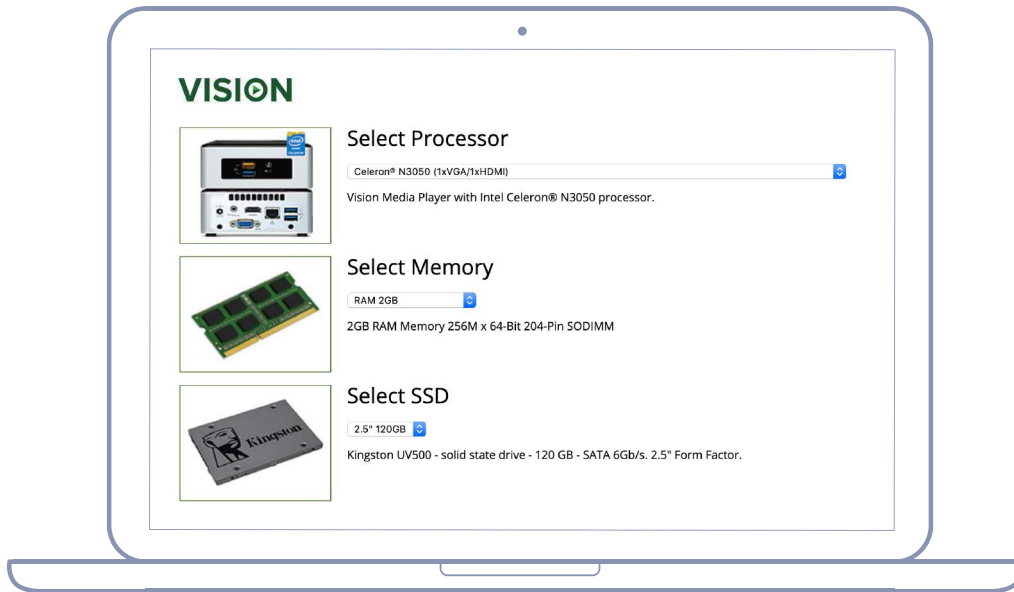 VISION
Select Processor
Celeron® N3050 (1xVGA/1xHDMI)
Vision Media Player with Intel Celeron® N3050 processor.
Select Memory
RAM 2GB
2GB RAM Memory 256M x 64-Bit 204-Pin SODIMM
Select SSD
2.5" 120GB
Kingston
Kingston UV500 - solid state drive - 120 GB - SATA 6Gb/s. 2.5" Form Factor.